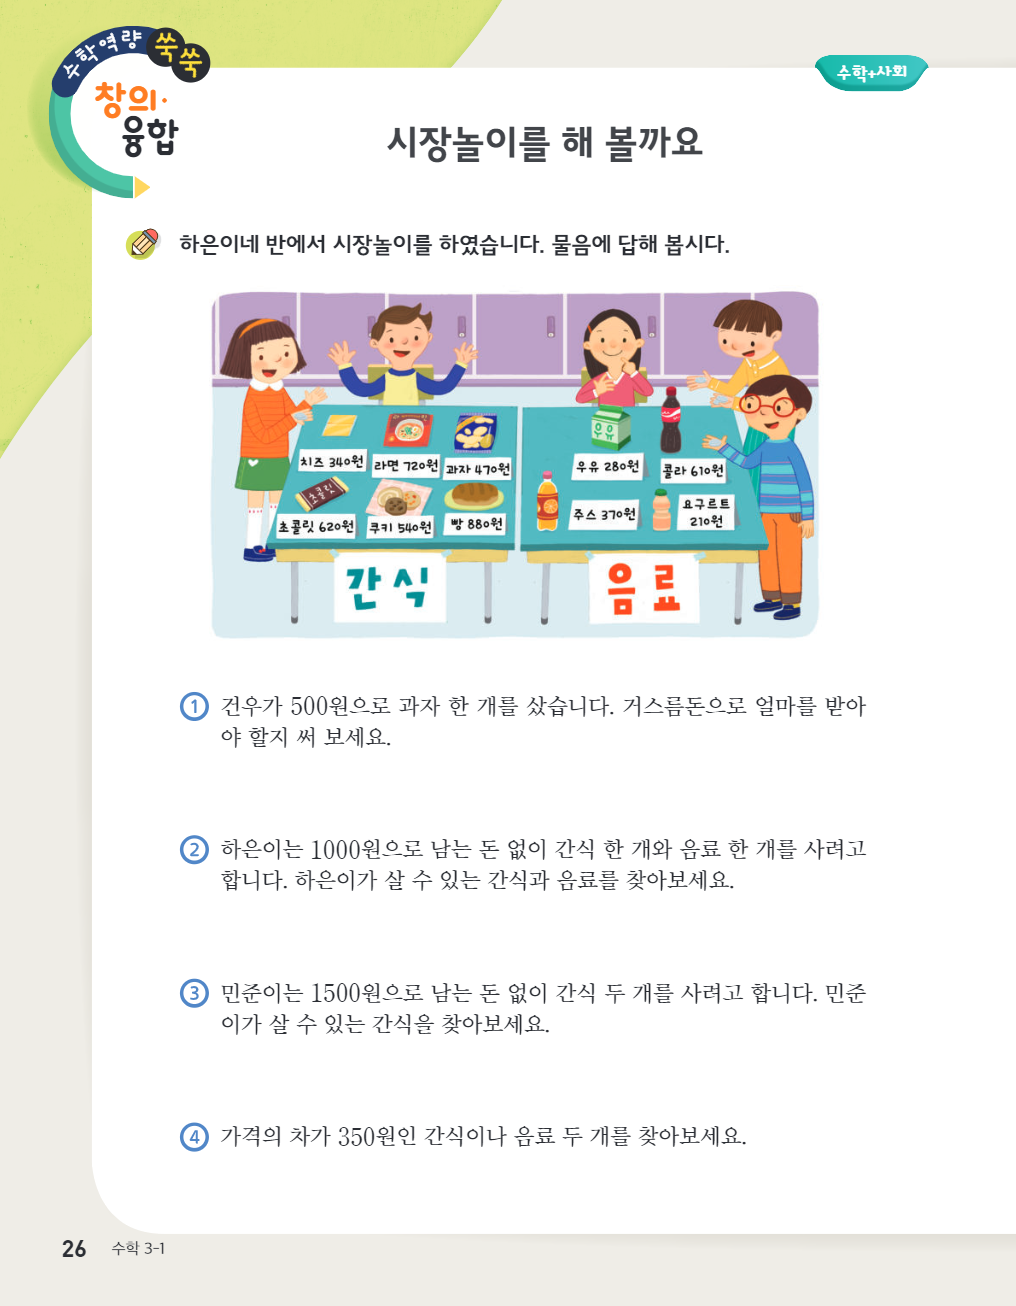 수학역량 쑥쑥
창의·
융합
수학+사회
시장놀이를 해 볼까요
하은이네 반에서 시장놀이를 하였습니다. 물음에 답해 봅시다.
치즈 340원
라면 720원
과자 470원
초콜릿
초콜릿 620원
쿠키 540원
빵 880원
우유
우유 280원
콜라 610원
주스 370원
요구르트
210원
간식
음료
1 건우가 500원으로 과자 한 개를 샀습니다. 거스름돈으로 얼마를 받아
야 할지 써 보세요.
2 하은이는 1000원으로 남는 돈 없이 간식 한 개와 음료 한 개를 사려고
합니다. 하은이가 살 수 있는 간식과 음료를 찾아보세요.
3 민준이는 1500원으로 남는 돈 없이 간식 두 개를 사려고 합니다. 민준
이가 살 수 있는 간식을 찾아보세요.
4 가격의 차가 350원인 간식이나 음료 두 개를 찾아보세요.
26 수학 3-1